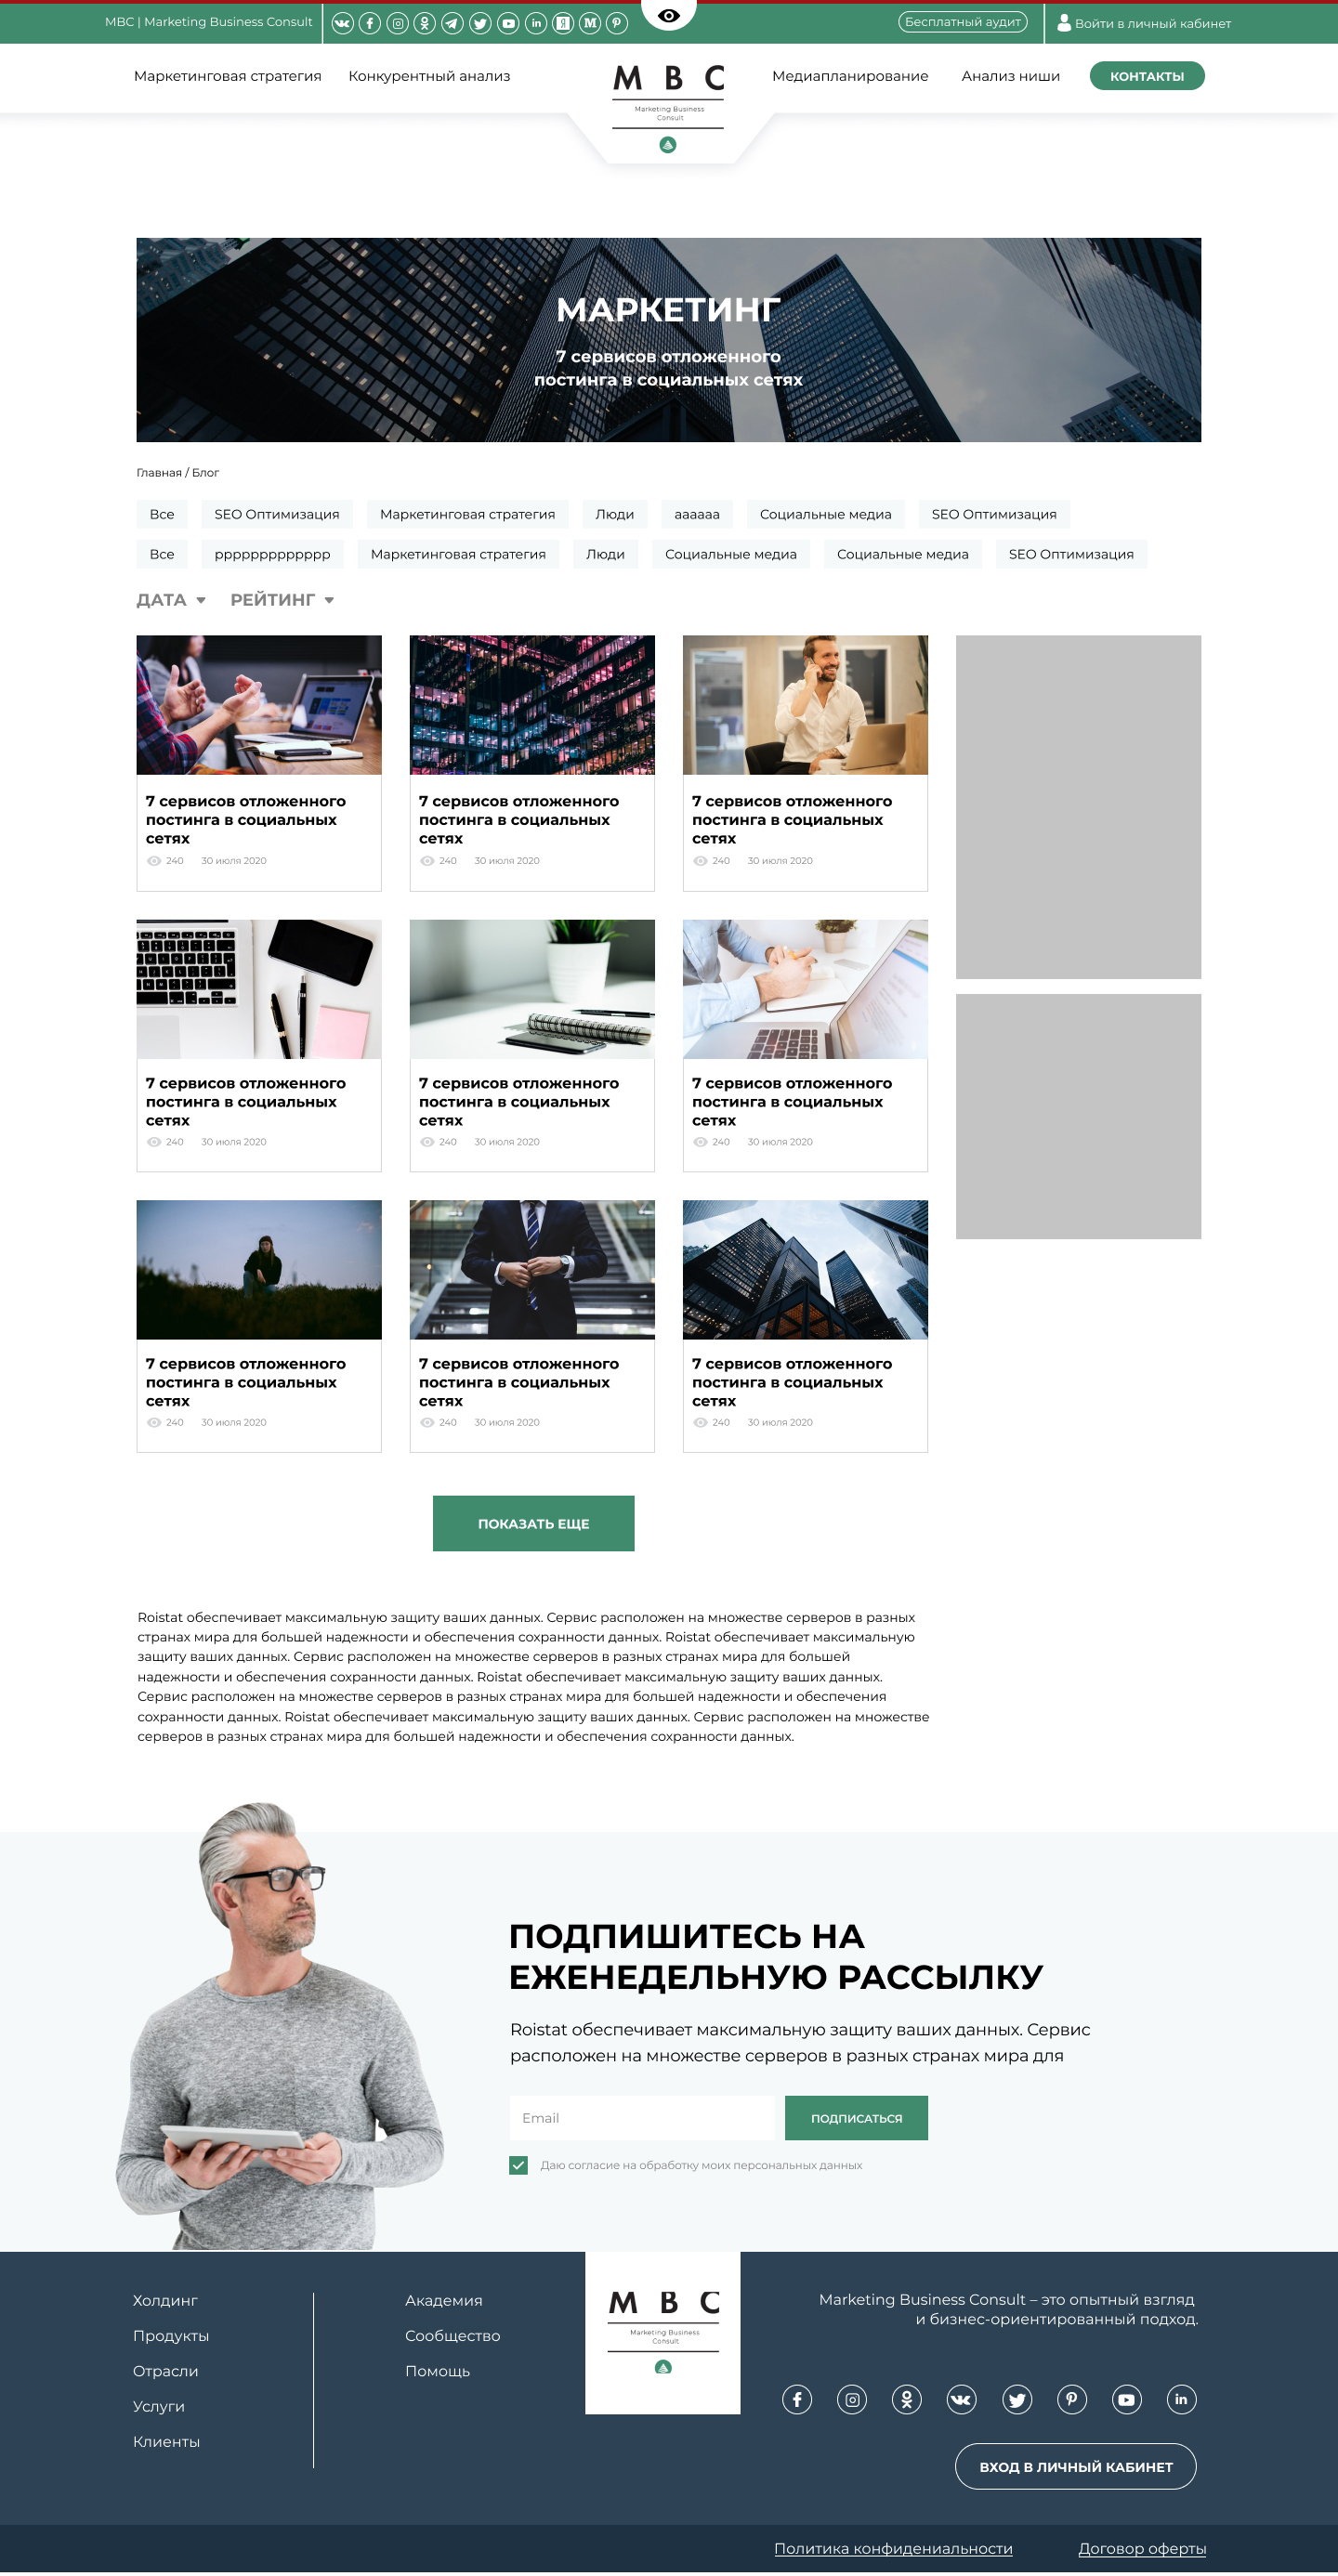 MBC | Marketing Business Consult
Бесплатный аудит
Войти в личный кабинет
Маркетинговая стратегия
Конкурентный анализ
M B C
Marketing Business
Consult
Медиапланирование
Анализ ниши
КОНТАКТЫ
МАРКЕТИНГ
7 сервисов отложенного
постинга в социальных сетях
Главная / Блог
Все
SEO Оптимизация
Маркетинговая стратегия
Люди
аааааа
Социальные медиа
SEO Оптимизация
Все
ррррррррррррр
Маркетинговая стратегия
Люди
Социальные медиа
Социальные медиа
SEO Оптимизация
ДАТА
РЕЙТИНГ
7 сервисов отложенного
постинга в социальных
сетях
240 30 июля 2020
7 сервисов отложенного
постинга в социальных
сетях
240 30 июля 2020
7 сервисов отложенного
постинга в социальных
сетях
240 30 июля 2020
7 сервисов отложенного
постинга в социальных
сетях
240 30 июля 2020
7 сервисов отложенного
постинга в социальных
сетях
240 30 июля 2020
7 сервисов отложенного
постинга в социальных
сетях
240 30 июля 2020
7 сервисов отложенного
постинга в социальных
сетях
240 30 июля 2020
7 сервисов отложенного
постинга в социальных
сетях
240 30 июля 2020
7 сервисов отложенного
постинга в социальных
сетях
240 30 июля 2020
ПОКАЗАТЬ ЕЩЕ
Roistat обеспечивает максимальную защиту ваших данных. Сервис расположен на множестве серверов в разных
странах мира для большей надежности и обеспечения сохранности данных. Roistat обеспечивает максимальную
защиту ваших данных. Сервис расположен на множестве серверов в разных странах мира для большей
надежности и обеспечения сохранности данных. Roistat обеспечивает максимальную защиту ваших данных.
Сервис расположен на множестве серверов в разных странах мира для большей надежности и обеспечения
сохранности данных. Roistat обеспечивает максимальную защиту ваших данных. Сервис расположен на множестве
серверов в разных странах мира для большей надежности и обеспечения сохранности данных.
ПОДПИШИТЕСЬ НА
ЕЖЕНЕДЕЛЬНУЮ РАССЫЛКУ
Roistat обеспечивает максимальную защиту ваших данных. Сервис
расположен на множестве серверов в разных странах мира для
Email
ПОДПИСАТЬСЯ
Даю согласие на обработку моих персональных данных
Холдинг
Продукты
Отрасли
Услуги
Клиенты
Академия
Сообщество
Помощь
M B C
Marketing Business
Consult
Marketing Business Consult – это опытный взгляд
и бизнес-ориентированный подход.
ВХОД В ЛИЧНЫЙ КАБИНЕТ
Политика конфидениальности
Договор оферты